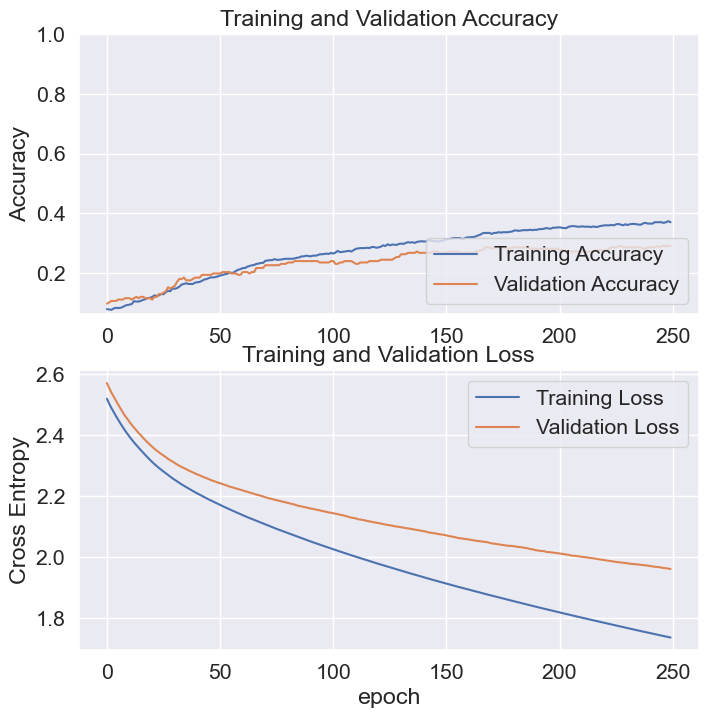 Training and Validation Accuracy
1.0
0.8
0.6
0.4
0.2
Accuracy
Training Accuracy
Validation Accuracy
0 50 100 150 200 250
Training and Validation Loss
2.6
2.4
2.2
2.0
1.8
Cross Entropy
Training Loss
Validation Loss
0 50 100 150 200 250
epoch